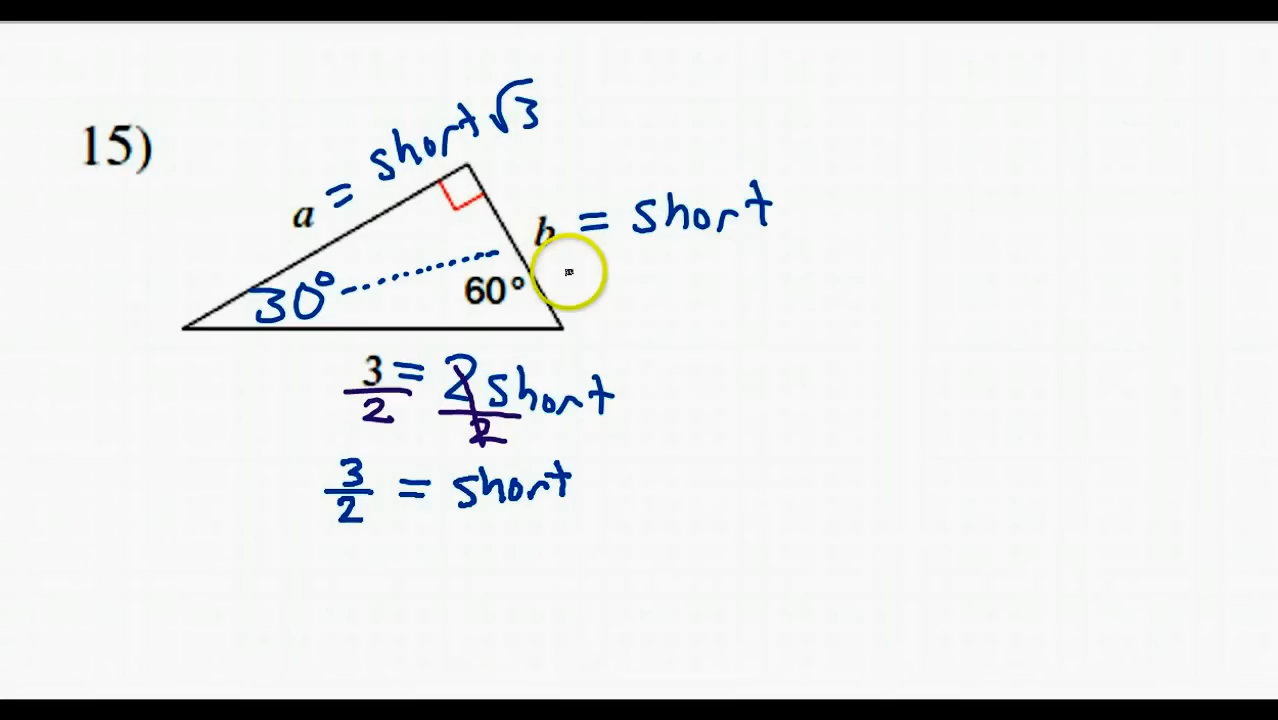 15)
a = short√3
b = short
30°
60°
3/2 = 2short/2
3/2 = short